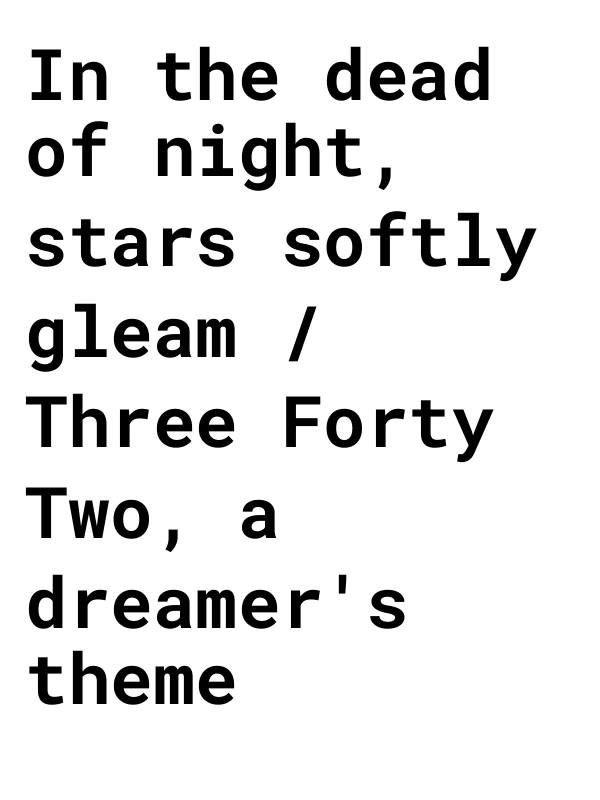 In the dead
of night,
stars softly
gleam /
Three Forty
Two, a
dreamer's
theme